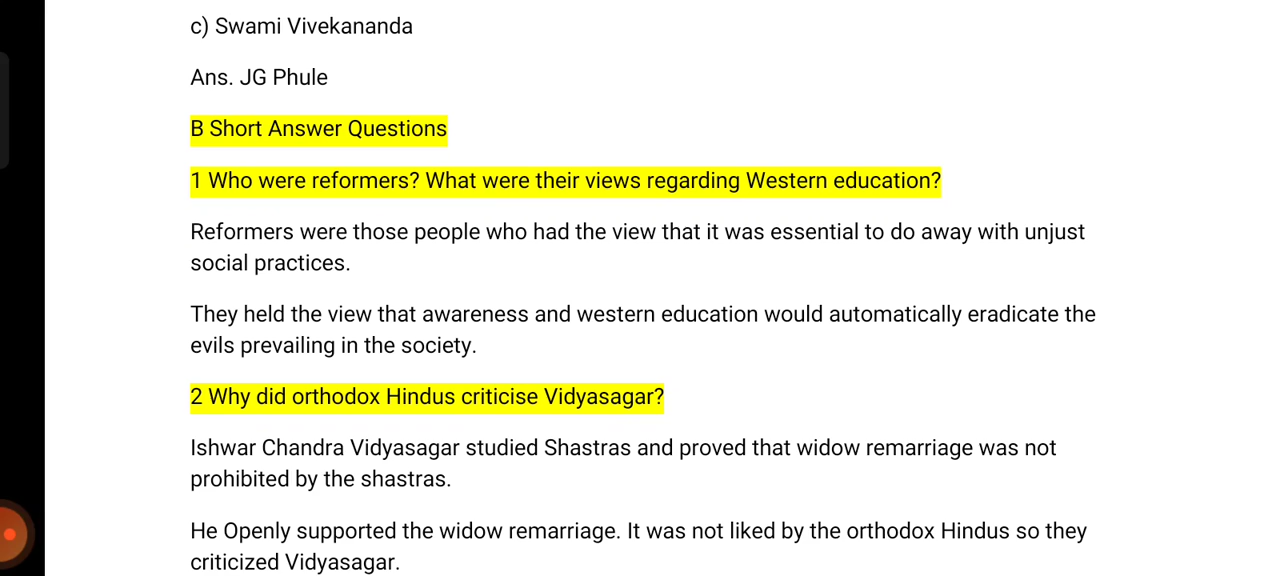 c) Swami Vivekananda
Ans. JG Phule
B Short Answer Questions
1 Who were reformers? What were their views regarding Western education?
Reformers were those people who had the view that it was essential to do away with unjust
social practices.
They held the view that awareness and western education would automatically eradicate the
evils prevailing in the society.
2 Why did orthodox Hindus criticise Vidyasagar?
Ishwar Chandra Vidyasagar studied Shastras and proved that widow remarriage was not
prohibited by the shastras.
He Openly supported the widow remarriage. It was not liked by the orthodox Hindus so they
criticized Vidyasagar.